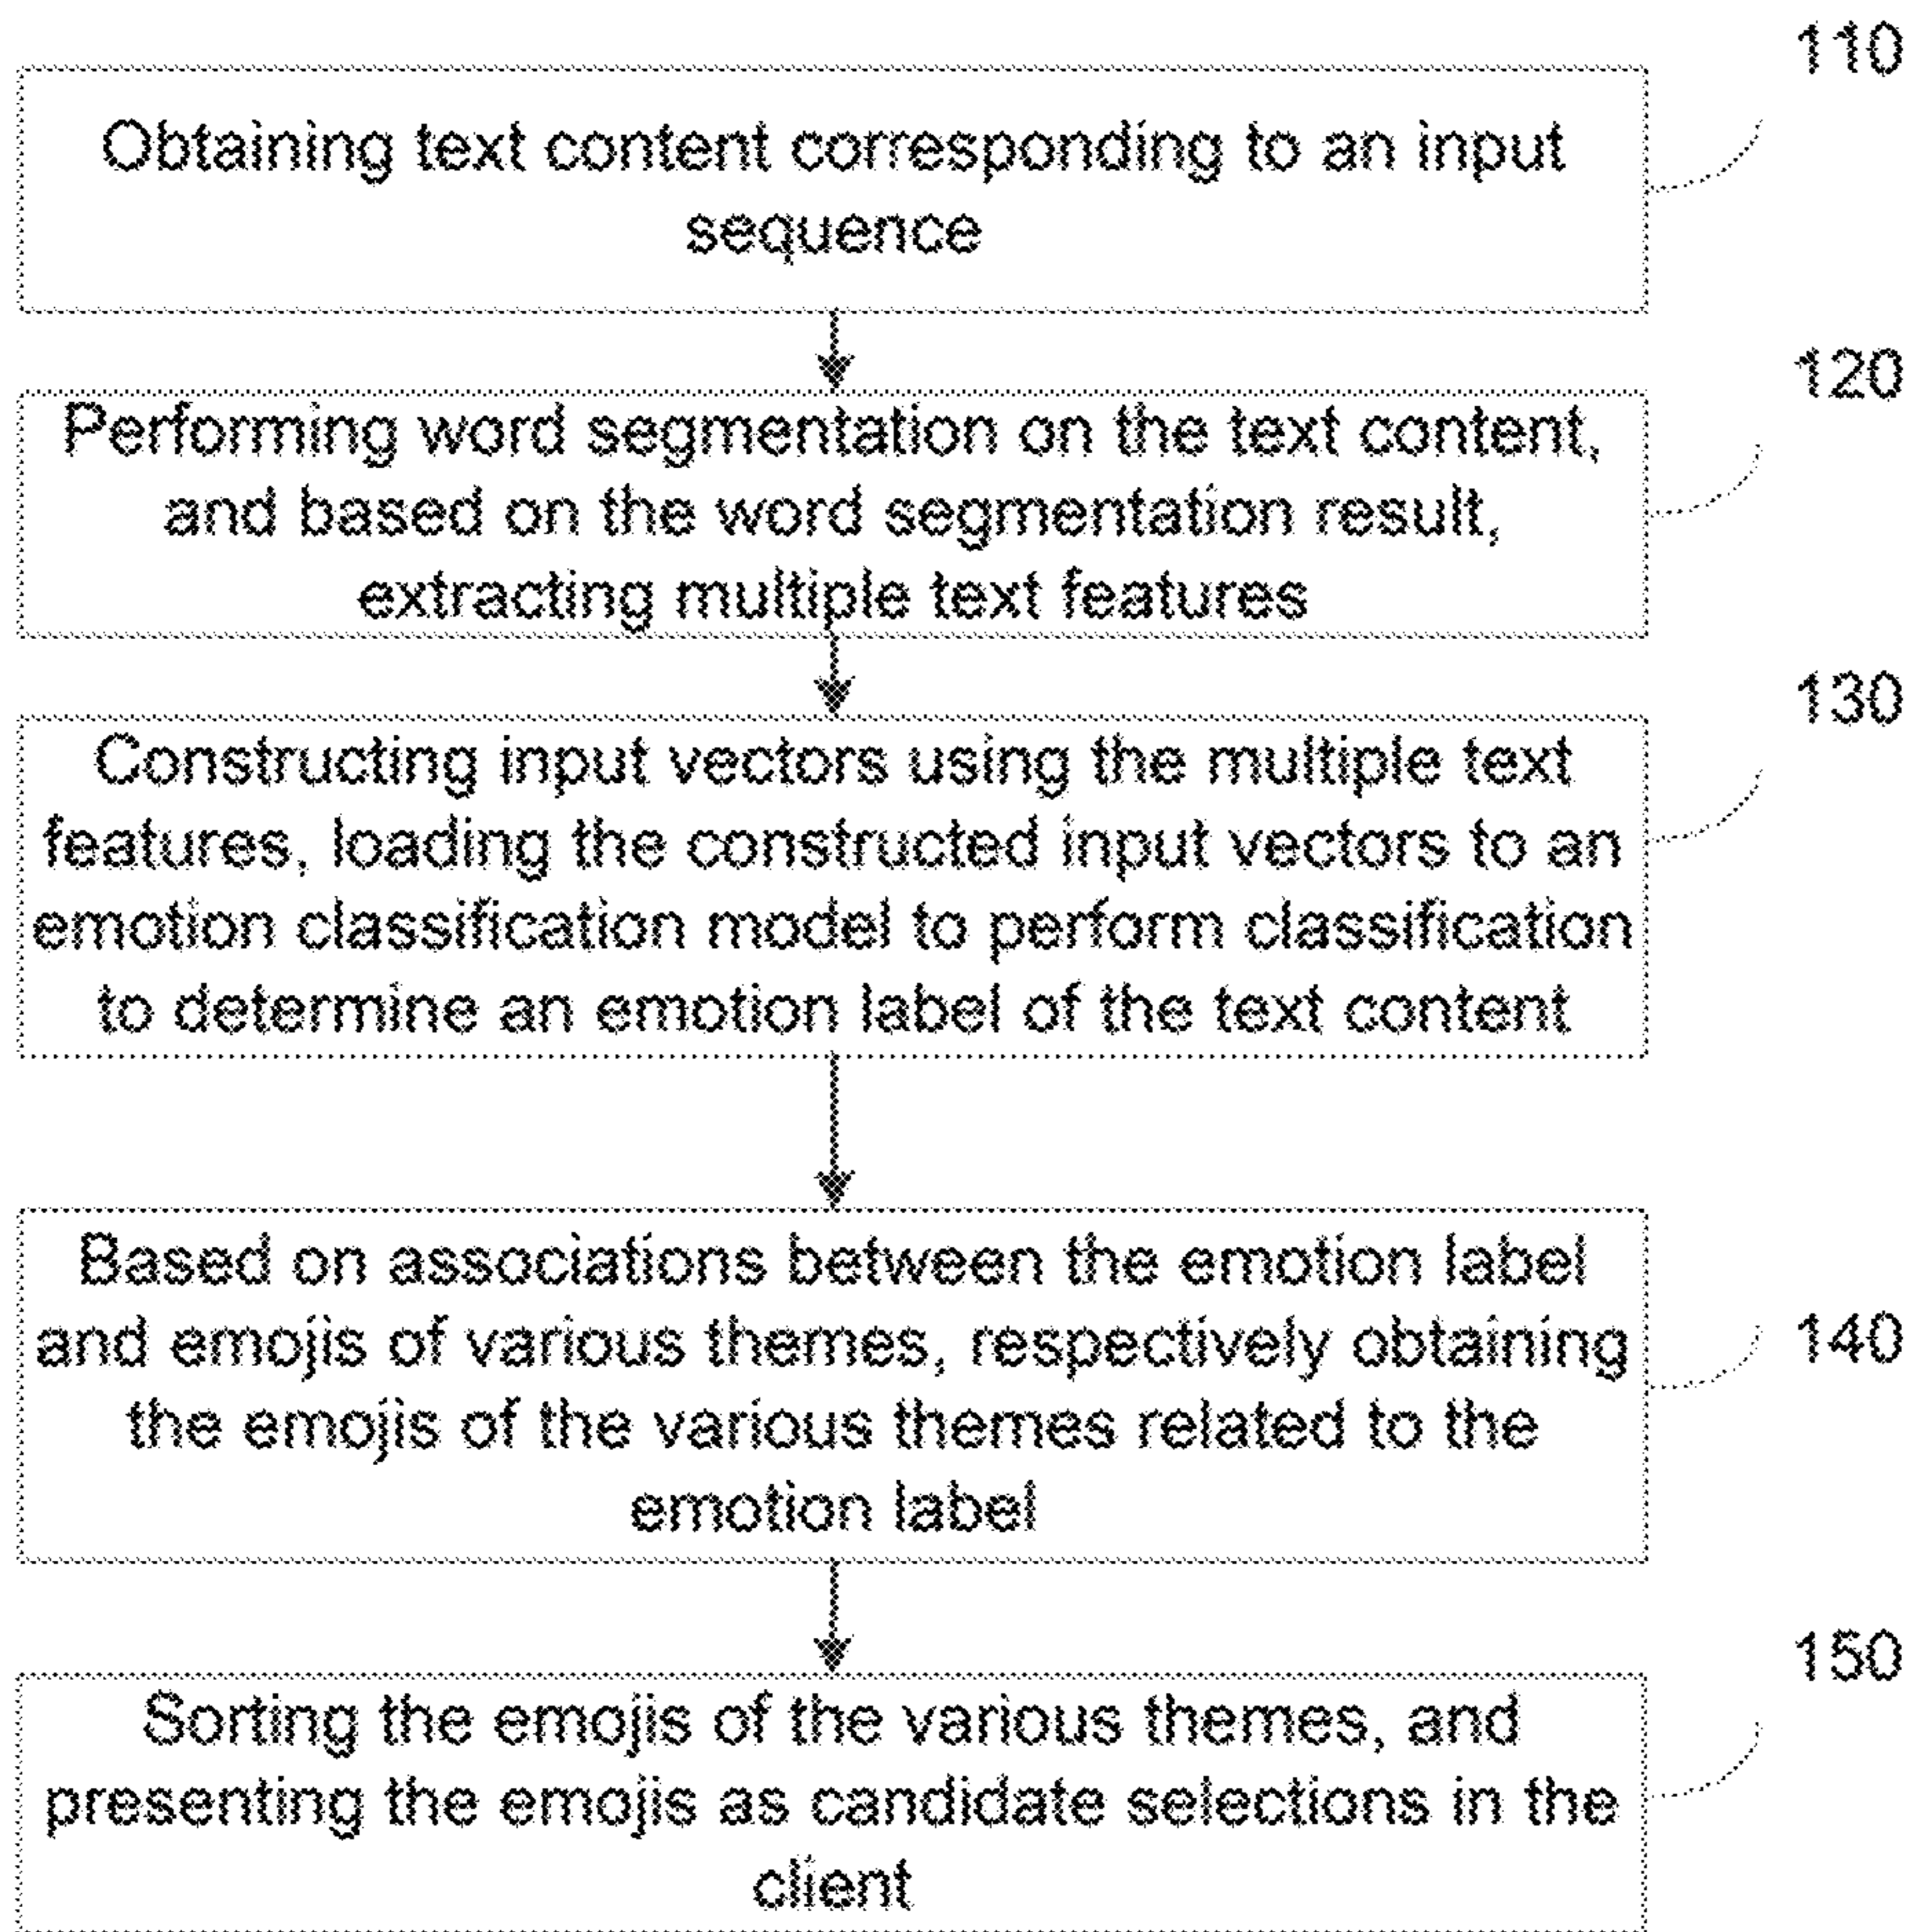 110
Obtaining text content corresponding to an input
sequence
120
Performing word segmentation on the text content,
and based on the word segmentation result,
extracting multiple text features
130
Constructing input vectors using the multiple text
features, loading the constructed input vectors to an
emotion classification model to perform classification
to determine an emotion label of the text content
Based on associations between the emotion label
and emojis of various themes, respectively obtaining
140
the emojis of the various themes related to the
emotion label
150
Sorting the emojis of the various themes, and
presenting the emojis as candidate selections in the
client